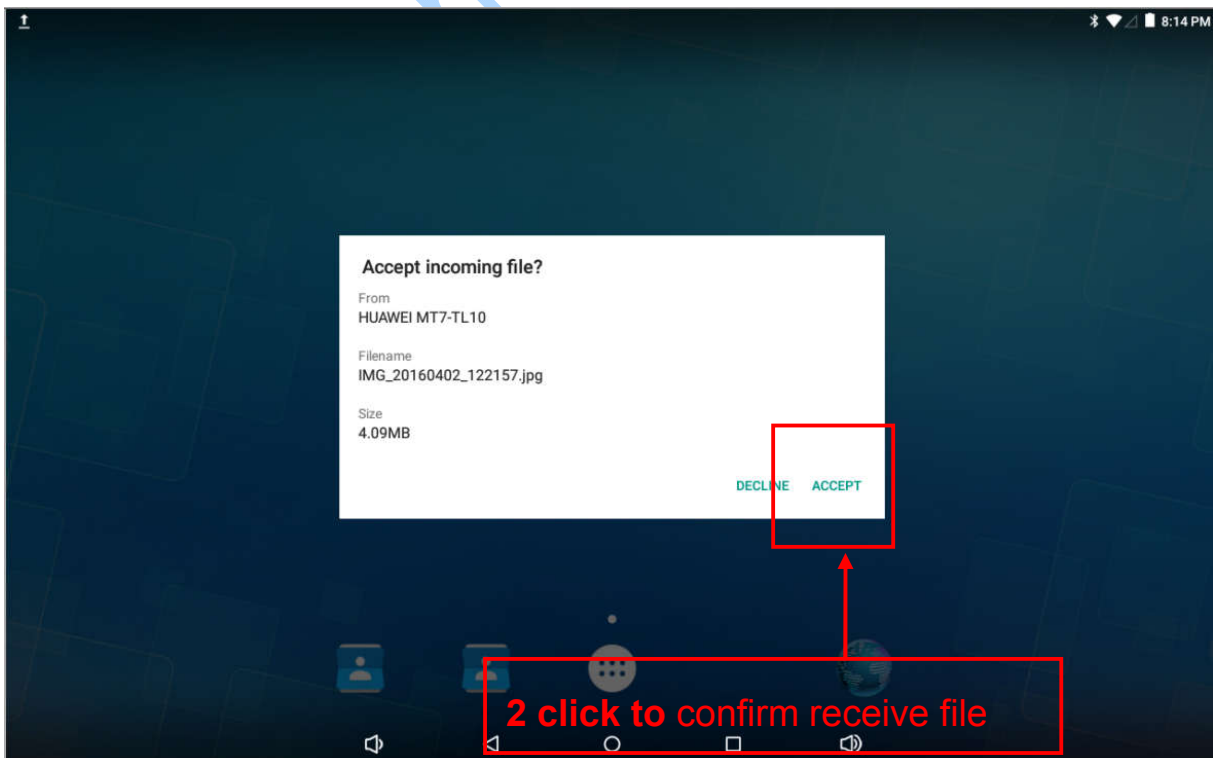 8:14 PM
Accept incoming file?
From
HUAWEI MT7-TL10
Filename
IMG_20160402_122157.jpg
Size
4.09MB
DECLINE ACCEPT
2 click to confirm receive file